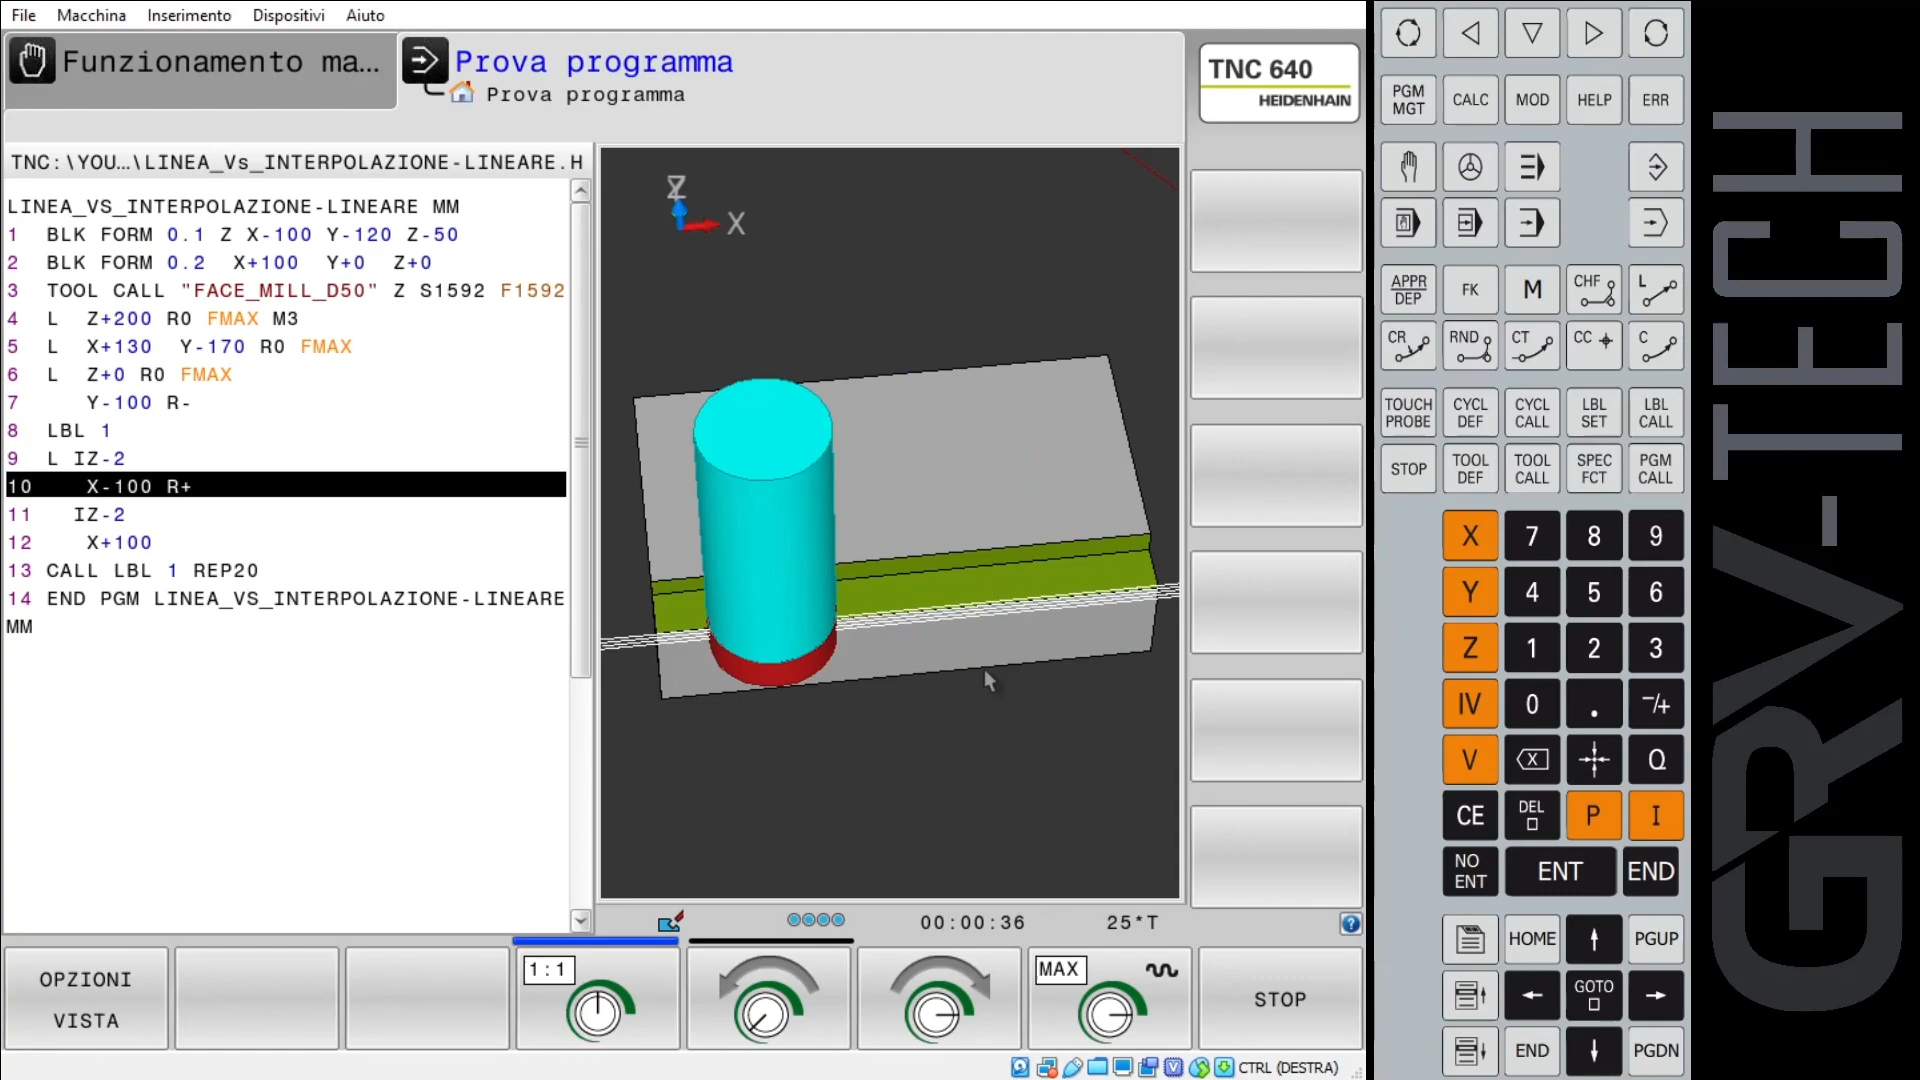 File Macchina Inserimento Dispositivi Aiuto
Funzionamento ma...
Prova programma
Prova programma
TNC 640
HEIDENHAIN
TNC:\YOU...\LINEA_Vs_INTERPOLAZIONE-LINEARE.H
LINEA_VS_INTERPOLAZIONE-LINEARE MM
1 BLK FORM 0.1 Z X-100 Y-120 Z-50
2 BLK FORM 0.2 X+100 Y+0 Z+0
3 TOOL CALL "FACE_MILL_D50" Z S1592 F1592
4 L Z+200 R0 FMAX M3
5 L X+130 Y-170 R0 FMAX
6 L Z+0 R0 FMAX
7 Y-100 R-
8 LBL 1
9 L IZ-2
10 X-100 R+
11 IZ-2
12 X+100
13 CALL LBL 1 REP20
14 END PGM LINEA_VS_INTERPOLAZIONE-LINEARE
MM
Z
X
00:00:36 25*T
OPZIONI
VISTA
1:1
MAX
STOP
CTRL (DESTRA)
PGM
MGT
CALC
MOD
HELP
ERR
APPR
DEP
FK
M
CHF
L
CR
RND
CT
CC
C
TOUCH
PROBE
CYCL
DEF
CYCL
CALL
LBL
SET
LBL
CALL
STOP
TOOL
DEF
TOOL
CALL
SPEC
FCT
PGM
CALL
X 7 8 9
Y 4 5 6
Z 1 2 3
IV 0 . -/+
V X Q
CE
DEL
P
I
NO
ENT
ENT
END
HOME
PGUP
GOTO
END
PGDN
GRV-TECH